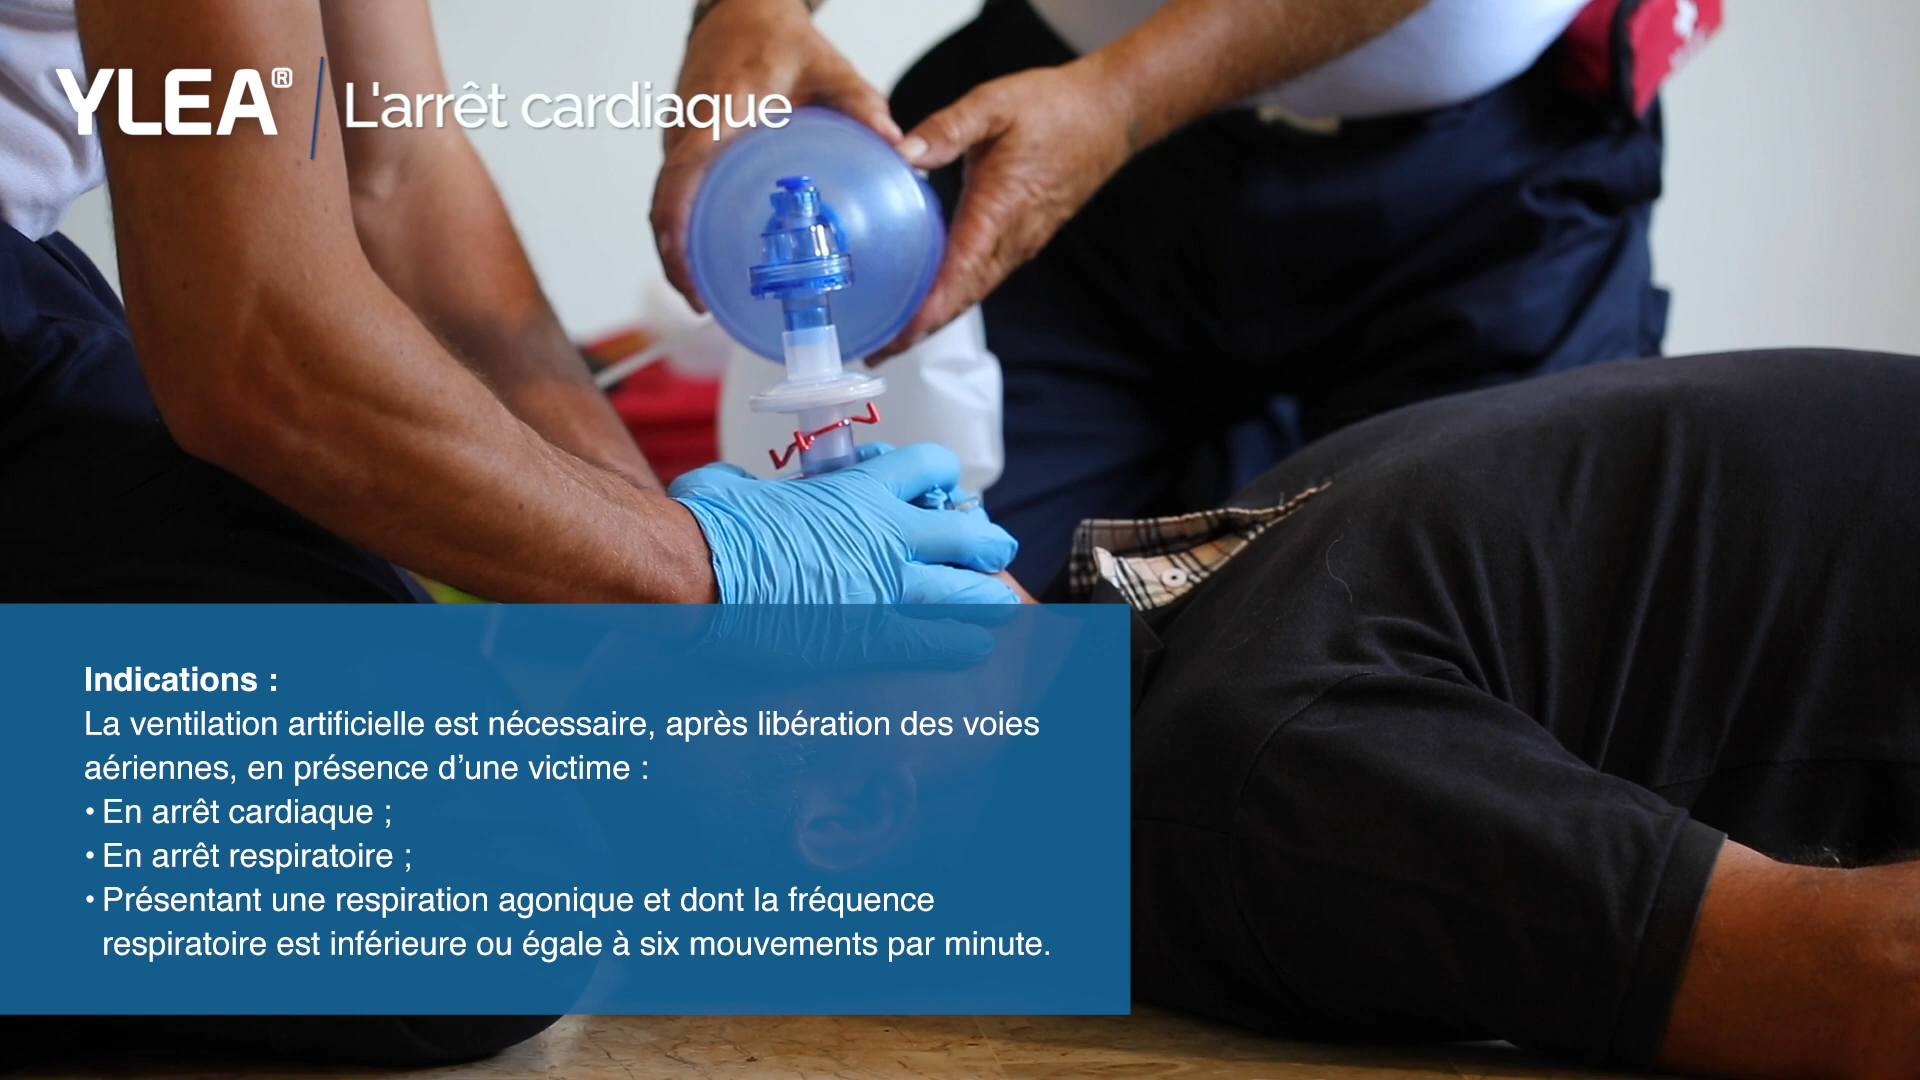 YLEA® L'arrêt cardiaque
Indications :
La ventilation artificielle est nécessaire, après libération des voies
aériennes, en présence d’une victime :
• En arrêt cardiaque ;
• En arrêt respiratoire ;
• Présentant une respiration agonique et dont la fréquence
respiratoire est inférieure ou égale à six mouvements par minute.